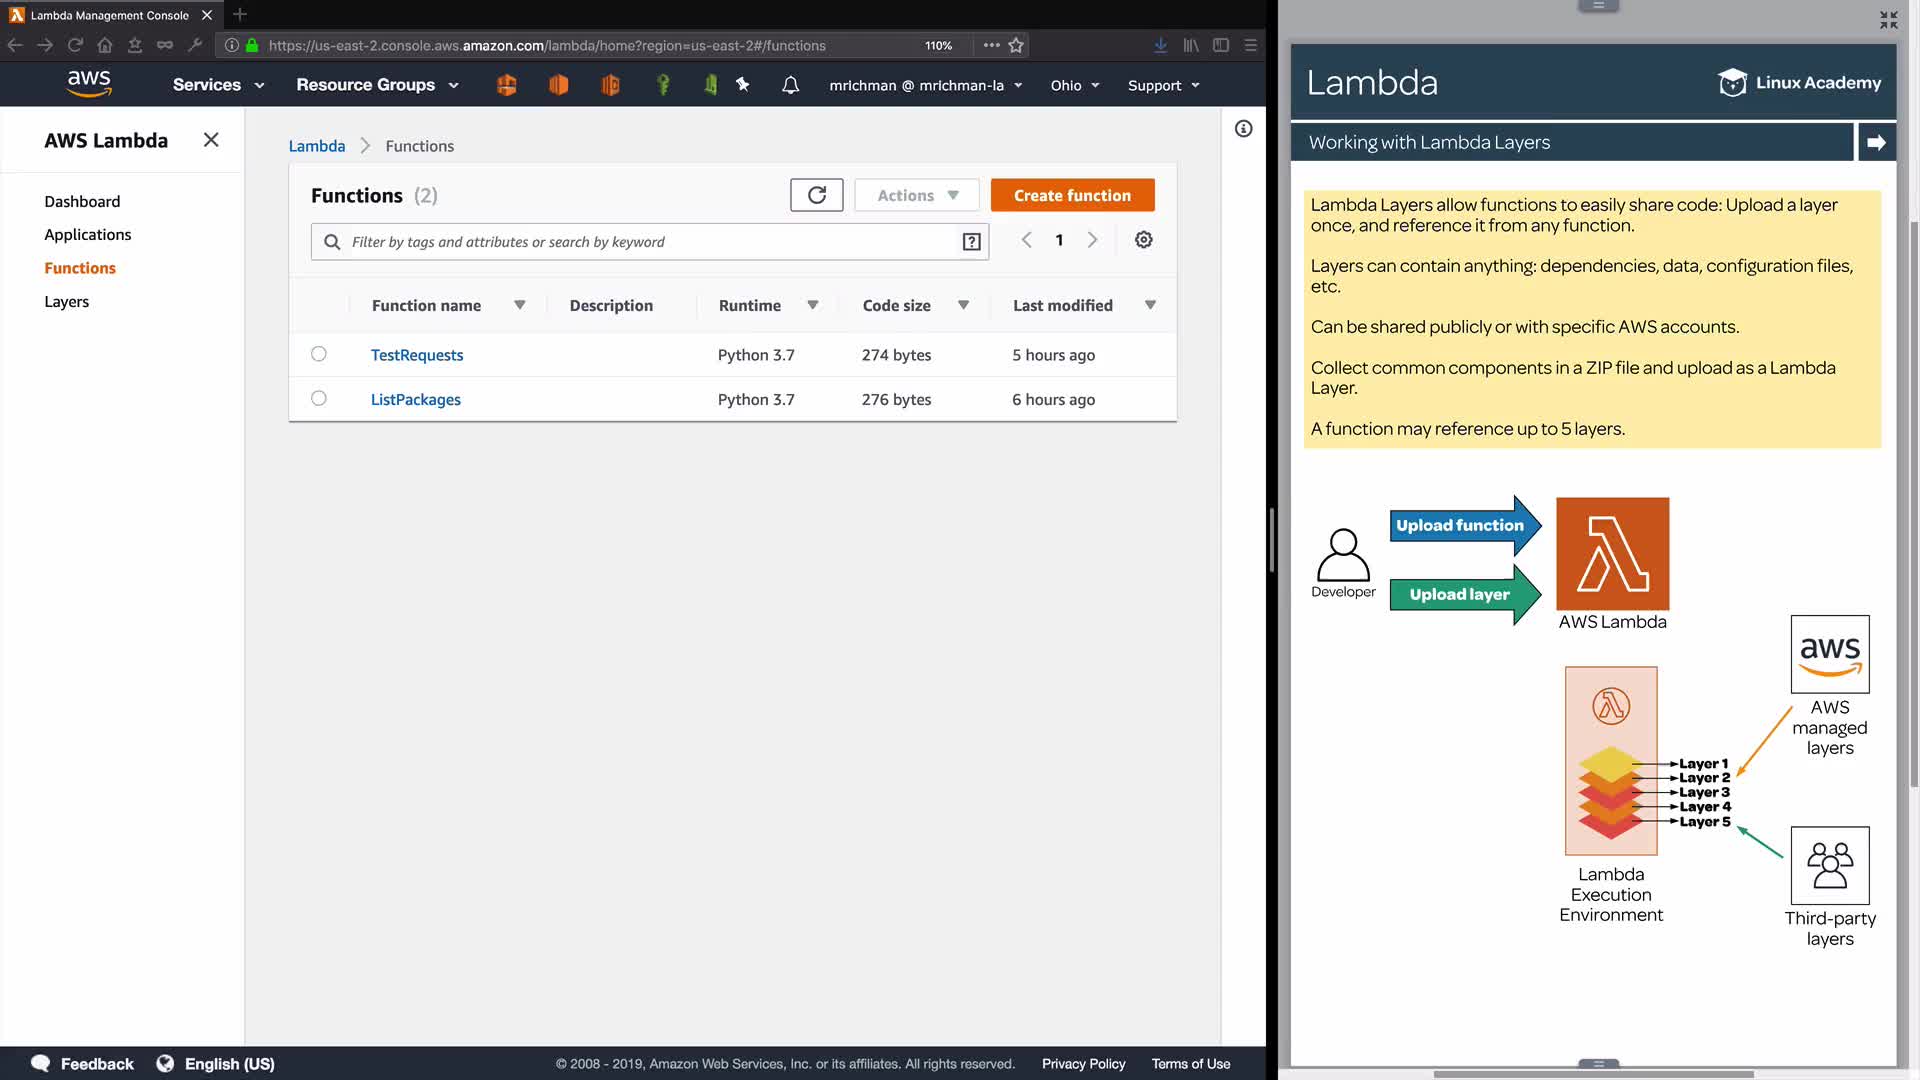 Lambda Management Console
https://us-east-2.console.aws.amazon.com/lambda/home?region=us-east-2#/functions
110%
aws
Services
Resource Groups
mrichman @ mrichman-la
Ohio
Support
AWS Lambda
Dashboard
Applications
Functions
Layers
Lambda
Functions
Functions (2)
Actions
Create function
Filter by tags and attributes or search by keyword
?
1
Function name
Description
Runtime
Code size
Last modified
TestRequests
Python 3.7
274 bytes
5 hours ago
ListPackages
Python 3.7
276 bytes
6 hours ago
Feedback
English (US)
© 2008 - 2019, Amazon Web Services, Inc. or its affiliates. All rights reserved.
Privacy Policy
Terms of Use
Lambda
Linux Academy
Working with Lambda Layers
Lambda Layers allow functions to easily share code: Upload a layer
once, and reference it from any function.
Layers can contain anything: dependencies, data, configuration files,
etc.
Can be shared publicly or with specific AWS accounts.
Collect common components in a ZIP file and upload as a Lambda
Layer.
A function may reference up to 5 layers.
Upload function
Upload layer
Developer
AWS Lambda
aws
AWS
managed
layers
Layer 1
Layer 2
Layer 3
Layer 4
Layer 5
Lambda
Execution
Environment
Third-party
layers